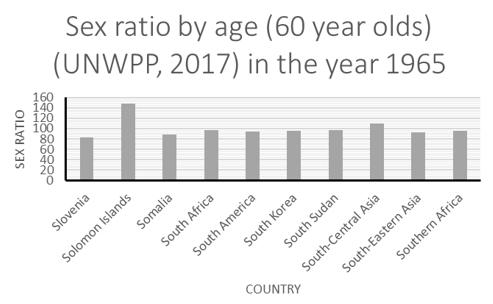 Sex ratio by age (60 year olds)
(UNWPP, 2017) in the year 1965
160
140
120
100
80
60
40
20
0
SEX RATIO
Slovenia
Solomon Islands
Somalia
South Africa
South America
South Korea
South Sudan
South-Central Asia
South-Eastern Asia
Southern Africa
COUNTRY